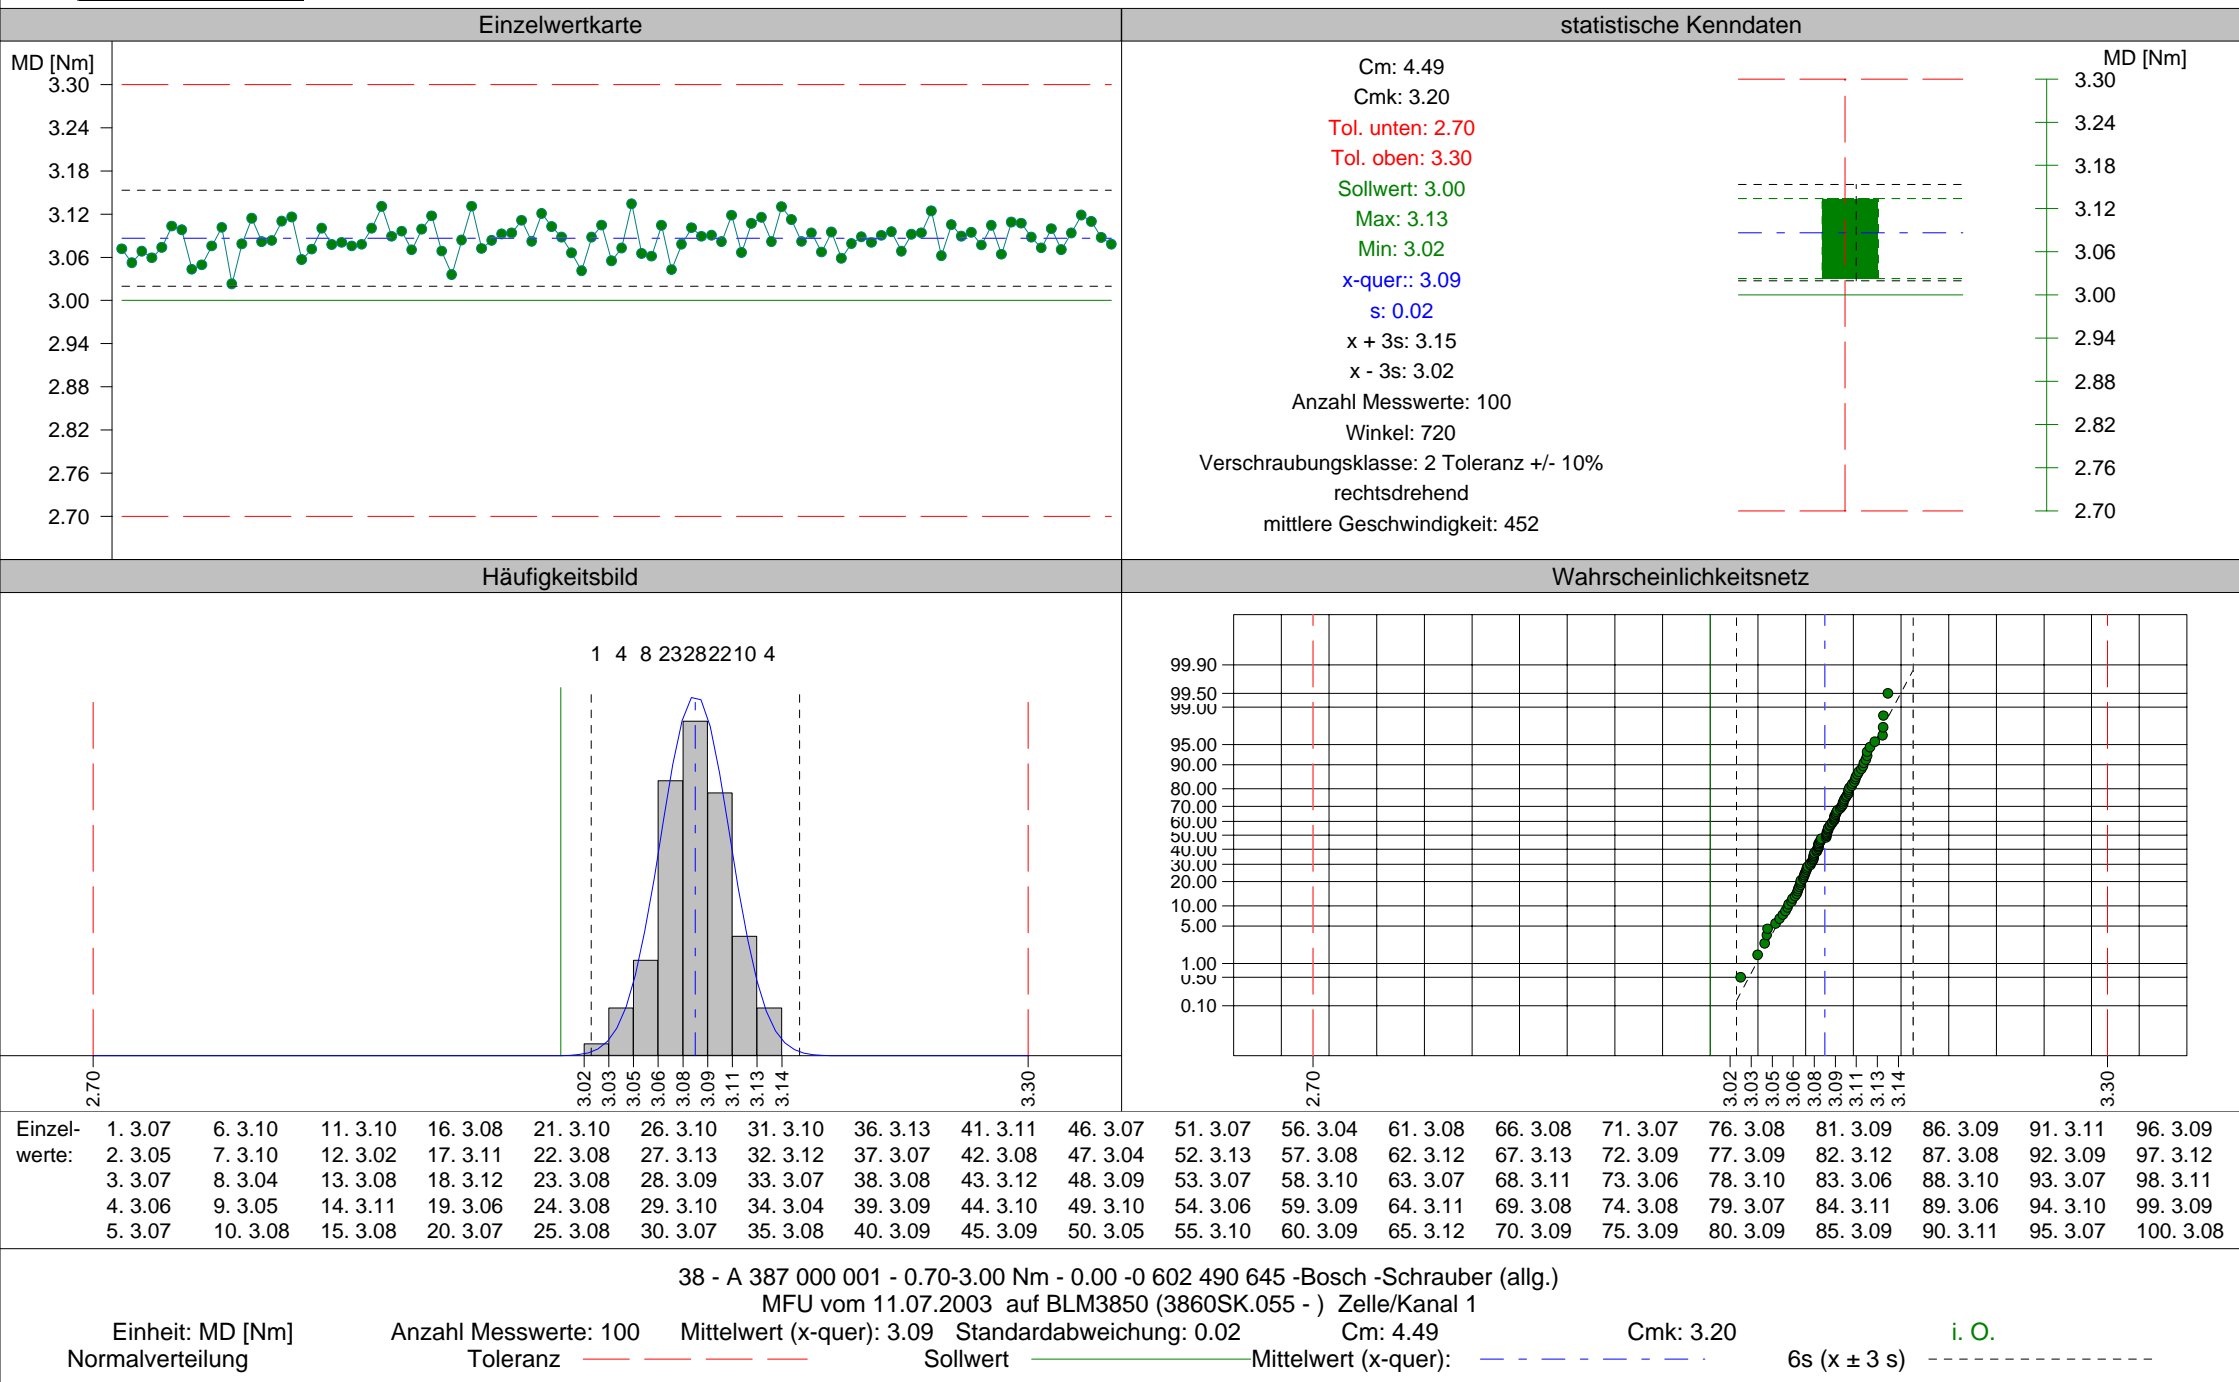 Einzelwertkarte
MD [Nm]
3.30
3.24
3.18
3.12
3.06
3.00
2.94
2.88
2.82
2.76
2.70
statistische Kenndaten
Cm: 4.49
Cmk: 3.20
Tol. unten: 2.70
Tol. oben: 3.30
Sollwert: 3.00
Max: 3.13
Min: 3.02
x-quer:: 3.09
s: 0.02
x + 3s: 3.15
x - 3s: 3.02
Anzahl Messwerte: 100
Winkel: 720
Verschraubungsklasse: 2 Toleranz +/- 10%
rechtsdrehend
mittlere Geschwindigkeit: 452
MD [Nm]
3.30
3.24
3.18
3.12
3.06
3.00
2.94
2.88
2.82
2.76
2.70
Häufigkeitsbild
1 4 8 23 28 22 10 4
2.70 3.02 3.03 3.05 3.06 3.08 3.09 3.11 3.13 3.14 3.30
Wahrscheinlichkeitsnetz
99.90
99.50
99.00
95.00
90.00
80.00
70.00
60.00
50.00
40.00
30.00
20.00
10.00
5.00
1.00
0.50
0.10
2.70 3.02 3.03 3.05 3.06 3.08 3.09 3.11 3.13 3.14 3.30
Einzel- 1. 3.07 6. 3.10 11. 3.10 16. 3.08 21. 3.10 26. 3.10 31. 3.10 36. 3.13 41. 3.11 46. 3.07 51. 3.07 56. 3.04 61. 3.08 66. 3.08 71. 3.07 76. 3.08 81. 3.09 86. 3.09 91. 3.11 96. 3.09
werte: 2. 3.05 7. 3.10 12. 3.02 17. 3.11 22. 3.08 27. 3.13 32. 3.12 37. 3.07 42. 3.08 47. 3.04 52. 3.13 57. 3.08 62. 3.12 67. 3.13 72. 3.09 77. 3.09 82. 3.12 87. 3.08 92. 3.09 97. 3.12
3. 3.07 8. 3.04 13. 3.08 18. 3.12 23. 3.08 28. 3.09 33. 3.07 38. 3.08 43. 3.12 48. 3.09 53. 3.07 58. 3.10 63. 3.07 68. 3.11 73. 3.06 78. 3.10 83. 3.06 88. 3.10 93. 3.07 98. 3.11
4. 3.06 9. 3.05 14. 3.11 19. 3.06 24. 3.08 29. 3.10 34. 3.04 39. 3.09 44. 3.10 49. 3.10 54. 3.06 59. 3.09 64. 3.11 69. 3.08 74. 3.08 79. 3.07 84. 3.11 89. 3.06 94. 3.10 99. 3.09
5. 3.07 10. 3.08 15. 3.08 20. 3.07 25. 3.08 30. 3.07 35. 3.08 40. 3.09 45. 3.09 50. 3.05 55. 3.10 60. 3.09 65. 3.12 70. 3.09 75. 3.09 80. 3.09 85. 3.09 90. 3.11 95. 3.07 100. 3.08
38 - A 387 000 001 - 0.70-3.00 Nm - 0.00 -0 602 490 645 -Bosch -Schrauber (allg.)
MFU vom 11.07.2003 auf BLM3850 (3860SK.055 - ) Zelle/Kanal 1
Einheit: MD [Nm] Anzahl Messwerte: 100 Mittelwert (x-quer): 3.09 Standardabweichung: 0.02 Cm: 4.49 Cmk: 3.20 i. O.
Normalverteilung Toleranz Sollwert Mittelwert (x-quer): 6s (x ± 3 s)